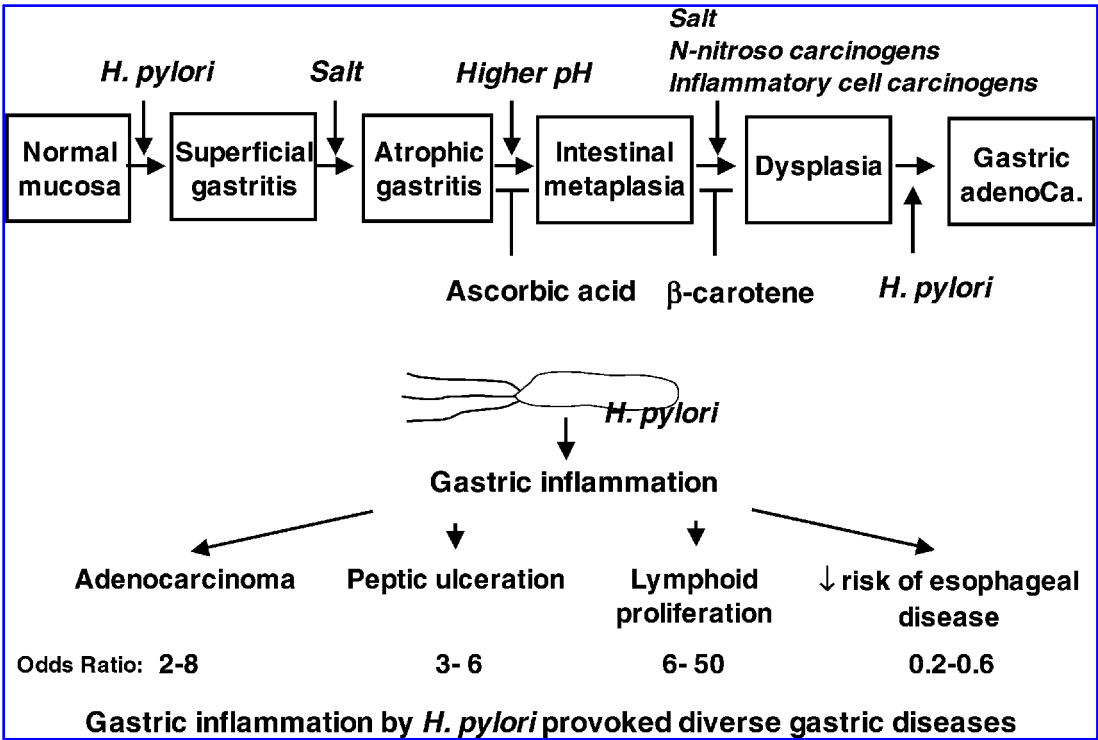 Salt
N-nitroso carcinogens
Inflammatory cell carcinogens
H. pylori
Salt
Higher pH
Normal
mucosa
Superficial
gastritis
Atrophic
gastritis
Intestinal
metaplasia
Dysplasia
Gastric
adenoCa.
Ascorbic acid
β-carotene
H. pylori
H. pylori
Gastric inflammation
Adenocarcinoma
Peptic ulceration
Lymphoid
proliferation
↓ risk of esophageal
disease
Odds Ratio: 2-8
3- 6
6- 50
0.2-0.6
Gastric inflammation by H. pylori provoked diverse gastric diseases